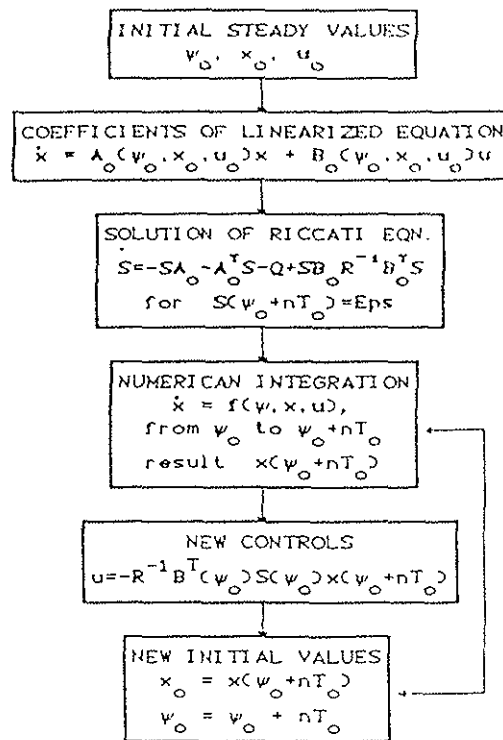 INITIAL STEADY VALUES
ψ₀, x₀, u₀
COEFFICIENTS OF LINEARIZED EQUATION
ẋ = A₀(ψ₀,x₀,u₀)x + B₀(ψ₀,x₀,u₀)u
SOLUTION OF RICCATI EQN.
Ṡ=-SA₀-A₀ᵀS-Q+SB₀R⁻¹B₀ᵀS
for S(ψ₀+nT₀)=Eps
NUMERICAN INTEGRATION
ẋ = f(ψ,x,u),
from ψ₀ to ψ₀+nT₀
result x(ψ₀+nT₀)
NEW CONTROLS
u=-R⁻¹Bᵀ(ψ₀)S(ψ₀)x(ψ₀+nT₀)
NEW INITIAL VALUES
x₀ = x(ψ₀+nT₀)
ψ₀ = ψ₀ + nT₀